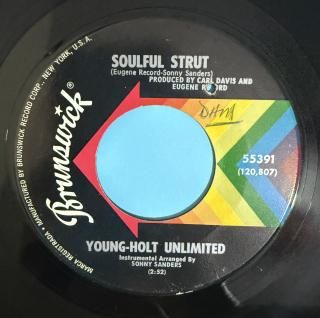 SOULFUL STRUT
(Eugene Record-Sonny Sanders)
PRODUCED BY CARL DAVIS AND
EUGENE
MANUFACTURED BY BRUNSWICK RECORD CORP., NEW YORK, U.S.A.
Brunswick
55391
(120,807)
YOUNG-HOLT UNLIMITED
Instrumental Arranged By
SONNY SANDERS
(2:52)
MARCA REGISTRADA